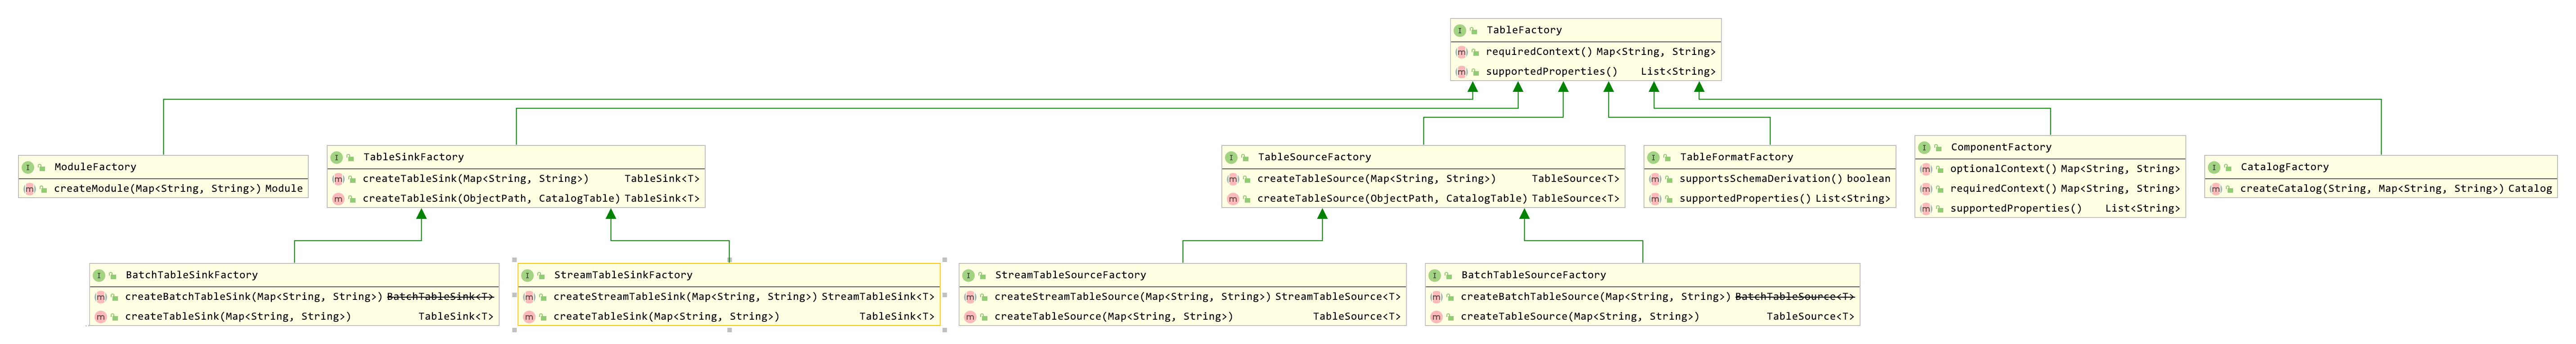 TableFactory
requiredContext() Map<String, String>
supportedProperties() List<String>
ModuleFactory
createModule(Map<String, String>) Module
TableSinkFactory
createTableSink(Map<String, String>) TableSink<T>
createTableSink(ObjectPath, CatalogTable) TableSink<T>
TableSourceFactory
createTableSource(Map<String, String>) TableSource<T>
createTableSource(ObjectPath, CatalogTable) TableSource<T>
TableFormatFactory
supportsSchemaDerivation() boolean
supportedProperties() List<String>
ComponentFactory
optionalContext() Map<String, String>
requiredContext() Map<String, String>
supportedProperties() List<String>
CatalogFactory
createCatalog(String, Map<String, String>) Catalog
BatchTableSinkFactory
createBatchTableSink(Map<String, String>) BatchTableSink<T>
createTableSink(Map<String, String>) TableSink<T>
StreamTableSinkFactory
createStreamTableSink(Map<String, String>) StreamTableSink<T>
createTableSink(Map<String, String>) TableSink<T>
StreamTableSourceFactory
createStreamTableSource(Map<String, String>) StreamTableSource<T>
createTableSource(Map<String, String>) TableSource<T>
BatchTableSourceFactory
createBatchTableSource(Map<String, String>) BatchTableSource<T>
createTableSource(Map<String, String>) TableSource<T>